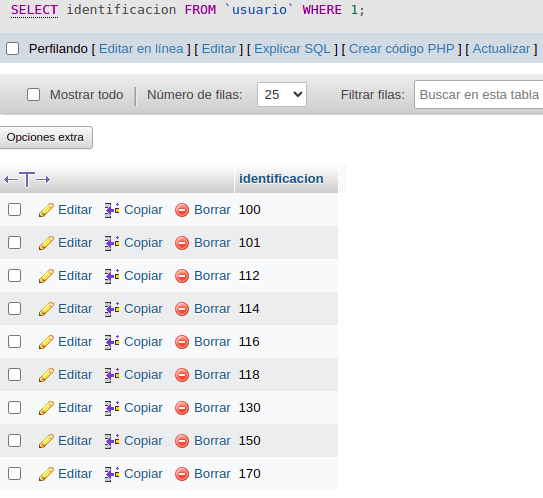 SELECT identificacion FROM `usuario` WHERE 1;
Perfilando [ Editar en línea ] [ Editar ] [ Explicar SQL ] [ Crear código PHP ] [ Actualizar ]
Mostrar todo Número de filas: 25 Filtrar filas: Buscar en esta tabla
Opciones extra
←T→ identificacion
Editar Copiar Borrar 100
Editar Copiar Borrar 101
Editar Copiar Borrar 112
Editar Copiar Borrar 114
Editar Copiar Borrar 116
Editar Copiar Borrar 118
Editar Copiar Borrar 130
Editar Copiar Borrar 150
Editar Copiar Borrar 170